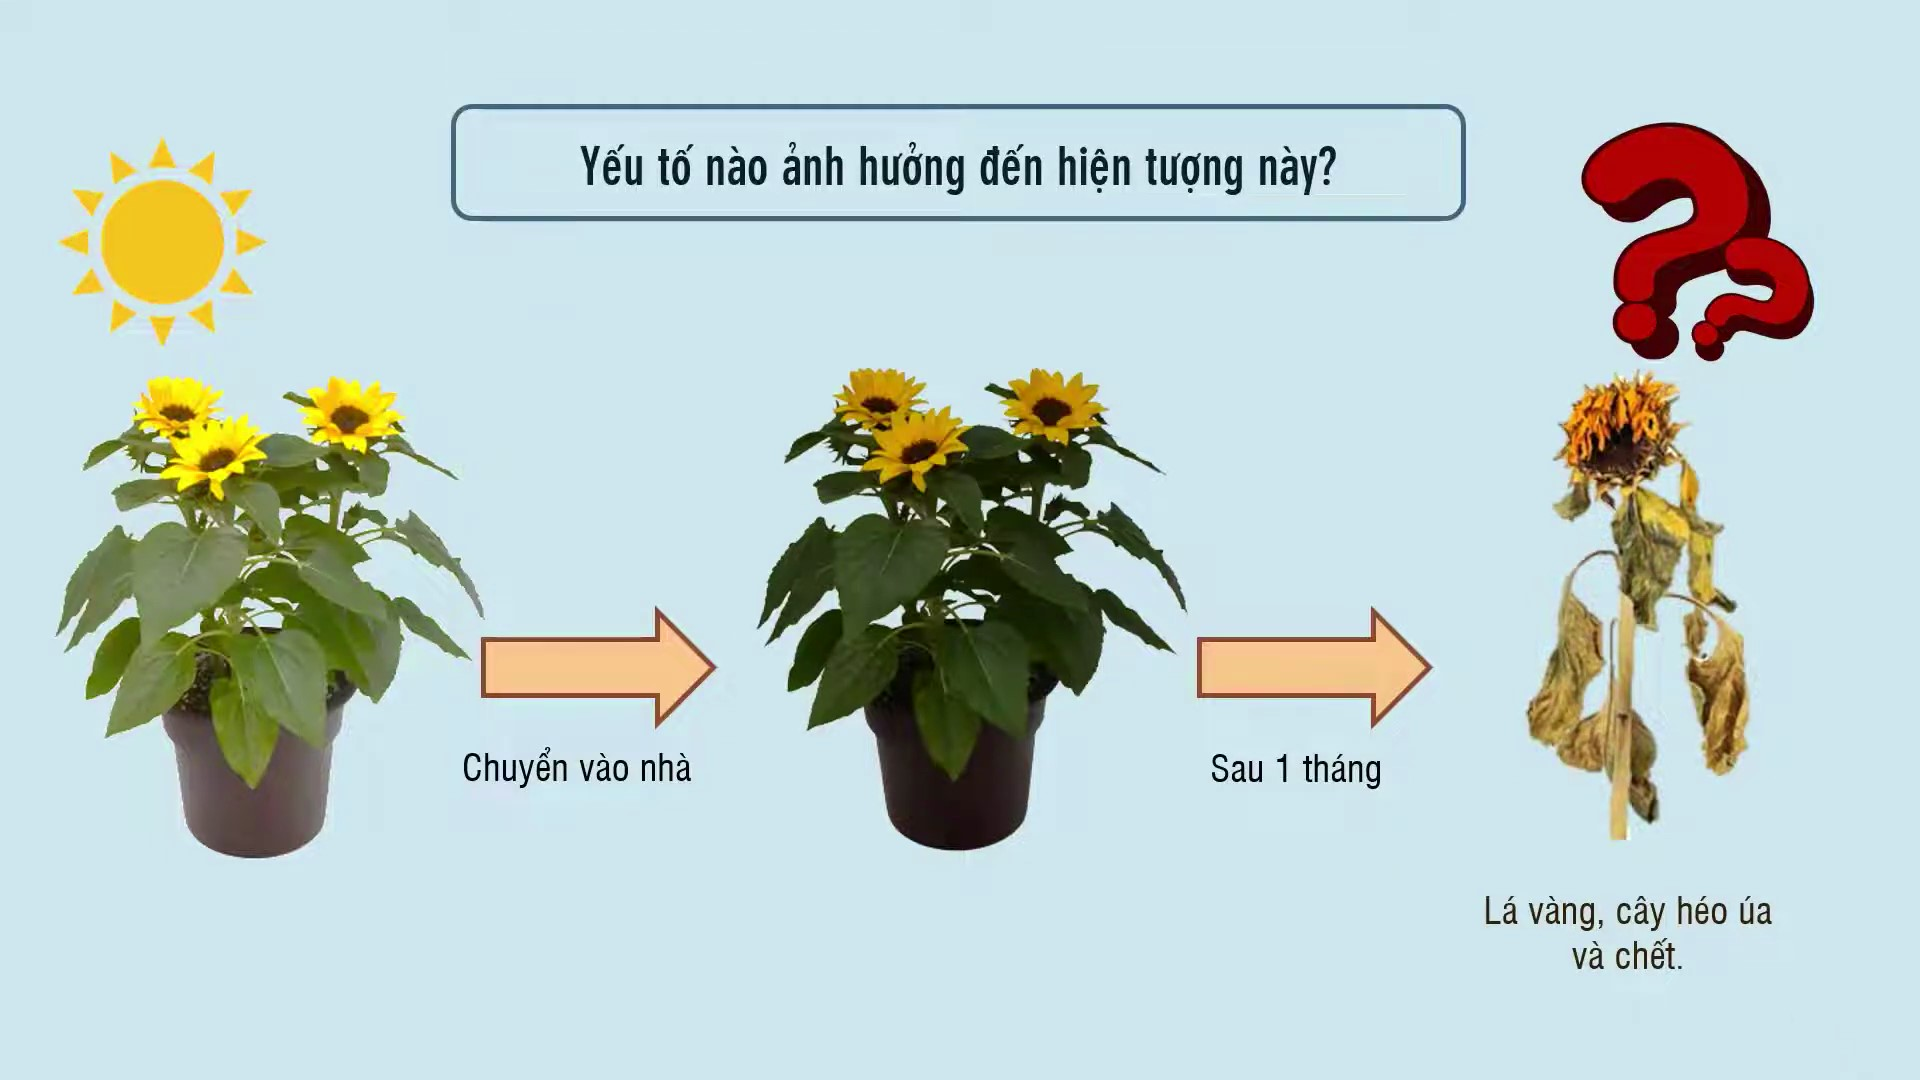 Yếu tố nào ảnh hưởng đến hiện tượng này?
Chuyển vào nhà
Sau 1 tháng
Lá vàng, cây héo úa
và chết.